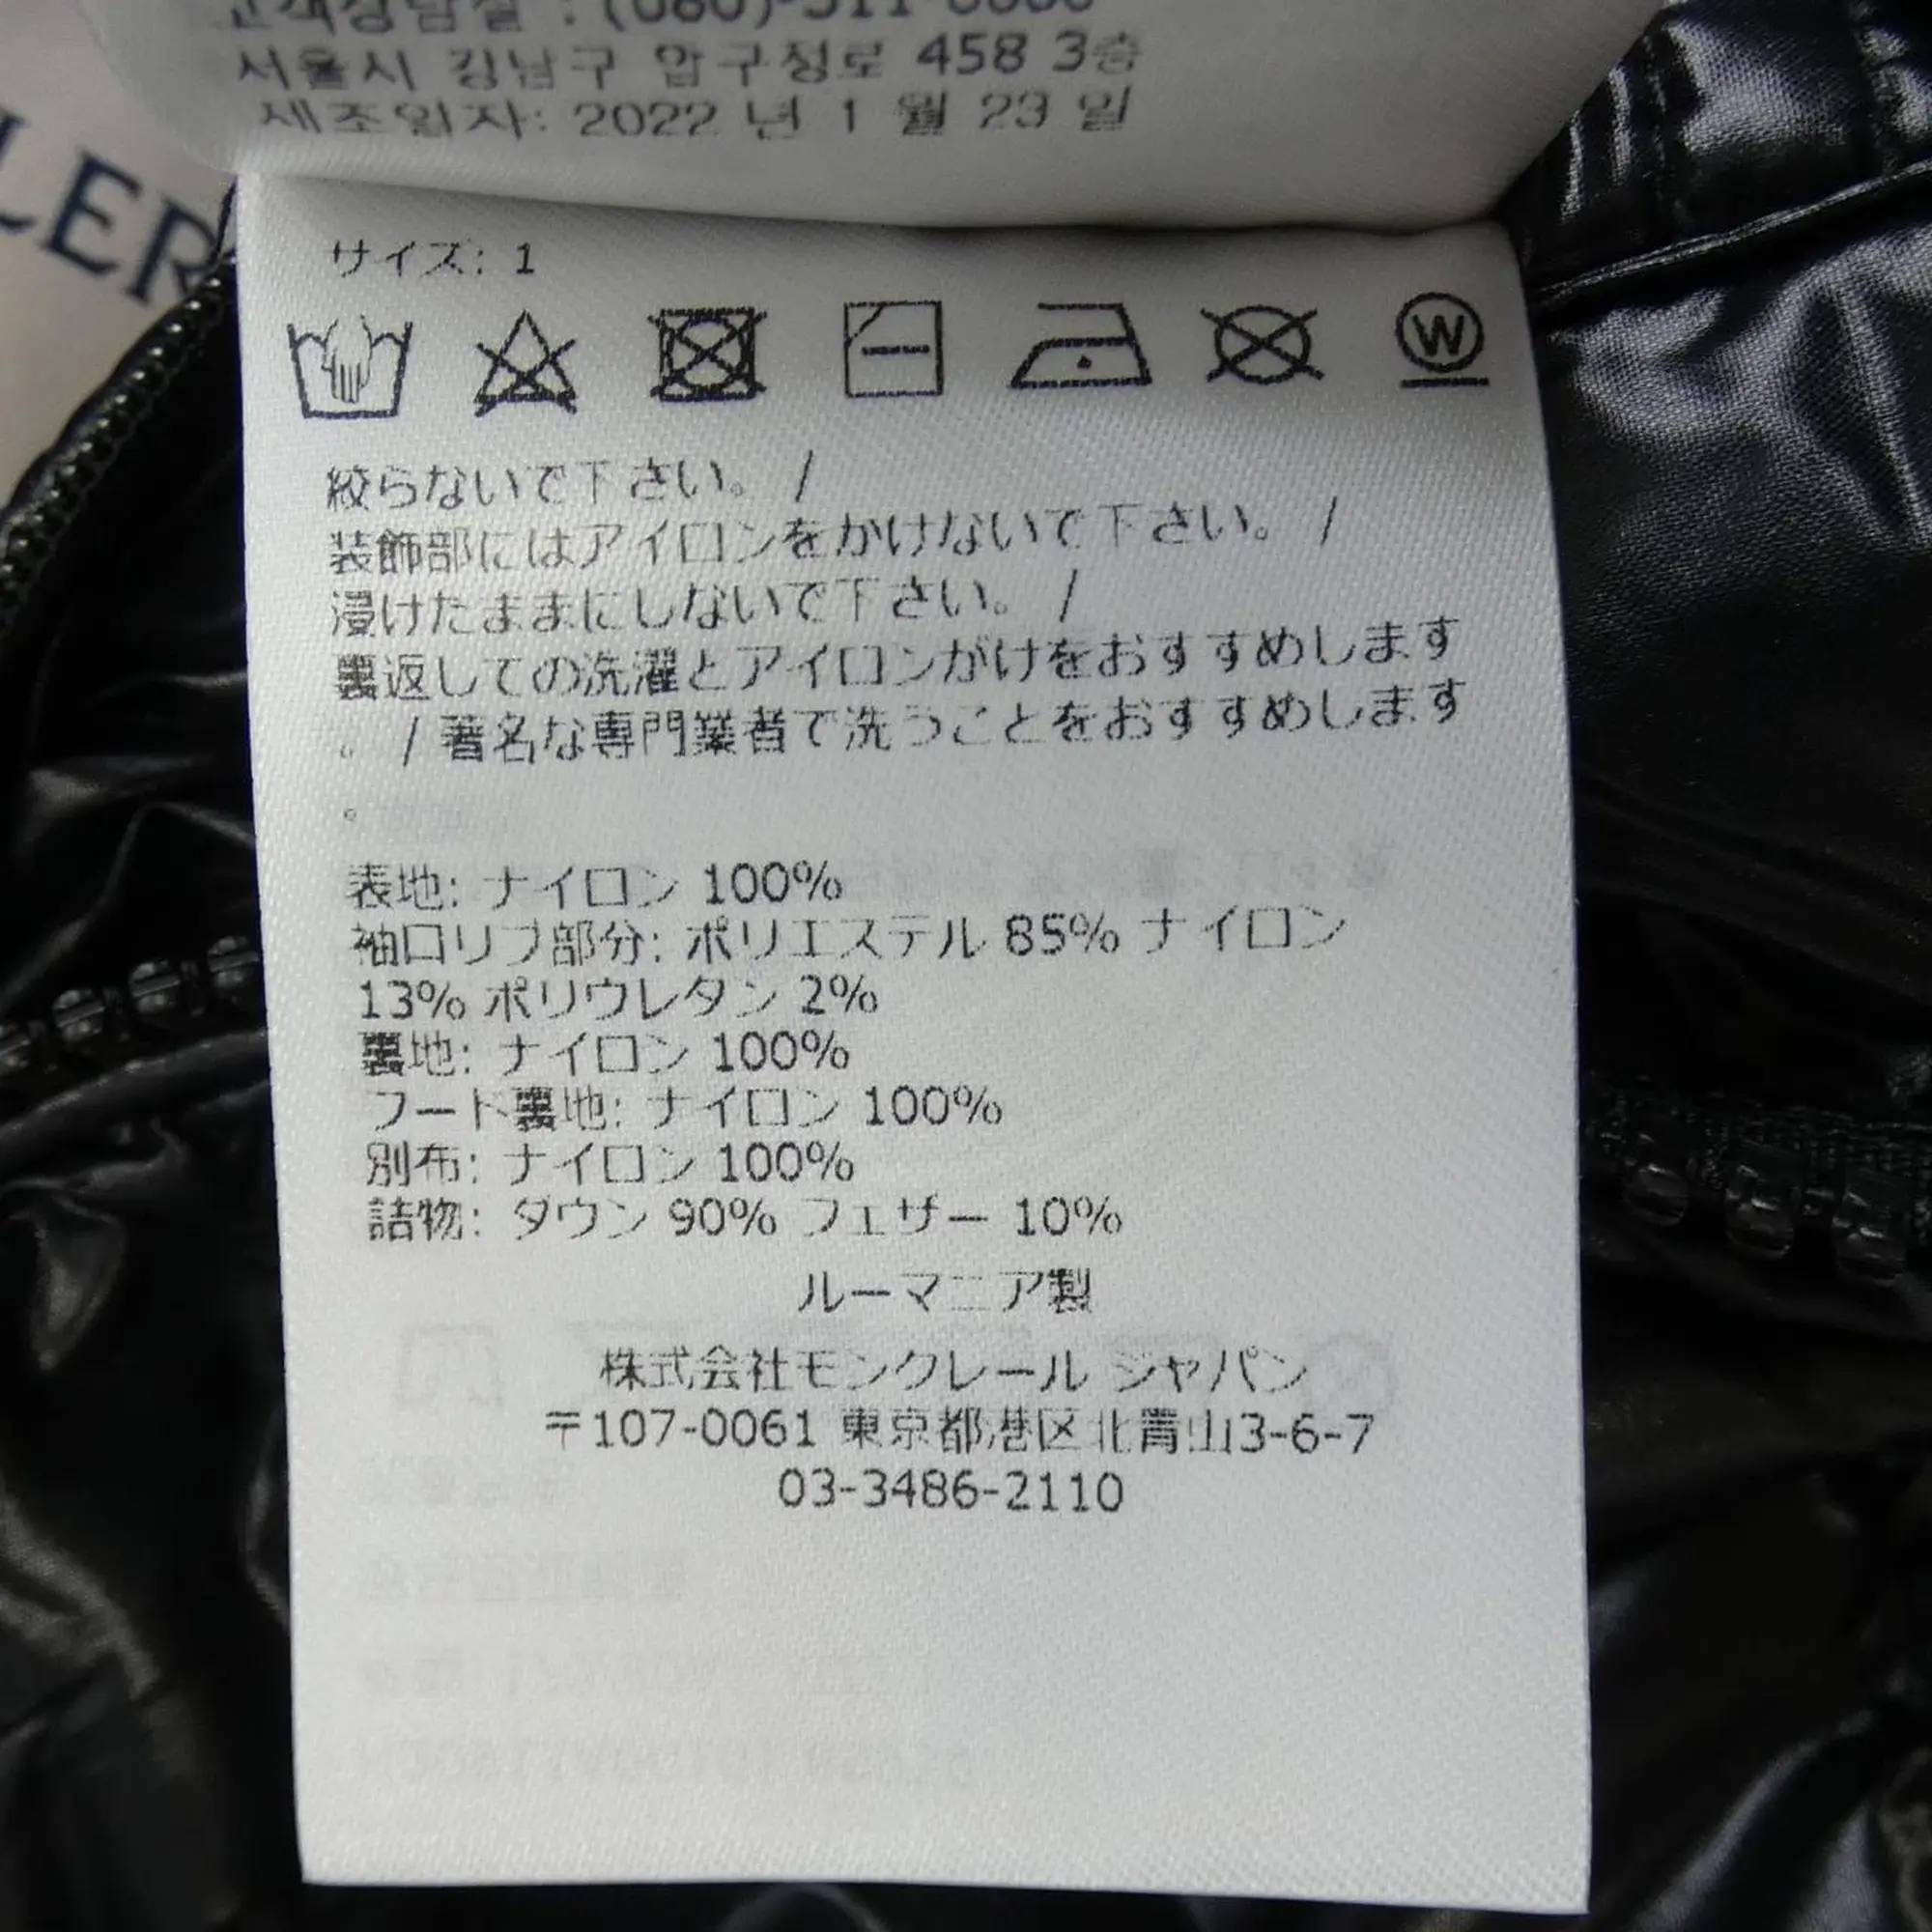 고객상담실 : (080)-511-
서울시 강남구 압구정로 458 3층
제조일자: 2022 년 1 월 23 일
LER
サイズ: 1
W
絞らないで下さい。 /
装飾部にはアイロンをかけないで下さい。 /
浸けたままにしないで下さい。 /
裏返しての洗濯とアイロンがけをおすすめします
。 / 著名な専門業者で洗うことをおすすめします
。
表地: ナイロン 100%
袖口リブ部分: ポリエステル 85% ナイロン
13% ポリウレタン 2%
裏地: ナイロン 100%
フード裏地: ナイロン 100%
別布: ナイロン 100%
詰物: ダウン 90% フェザー 10%
ルーマニア製
株式会社モンクレール ジャパン
〒107-0061 東京都港区北青山3-6-7
03-3486-2110